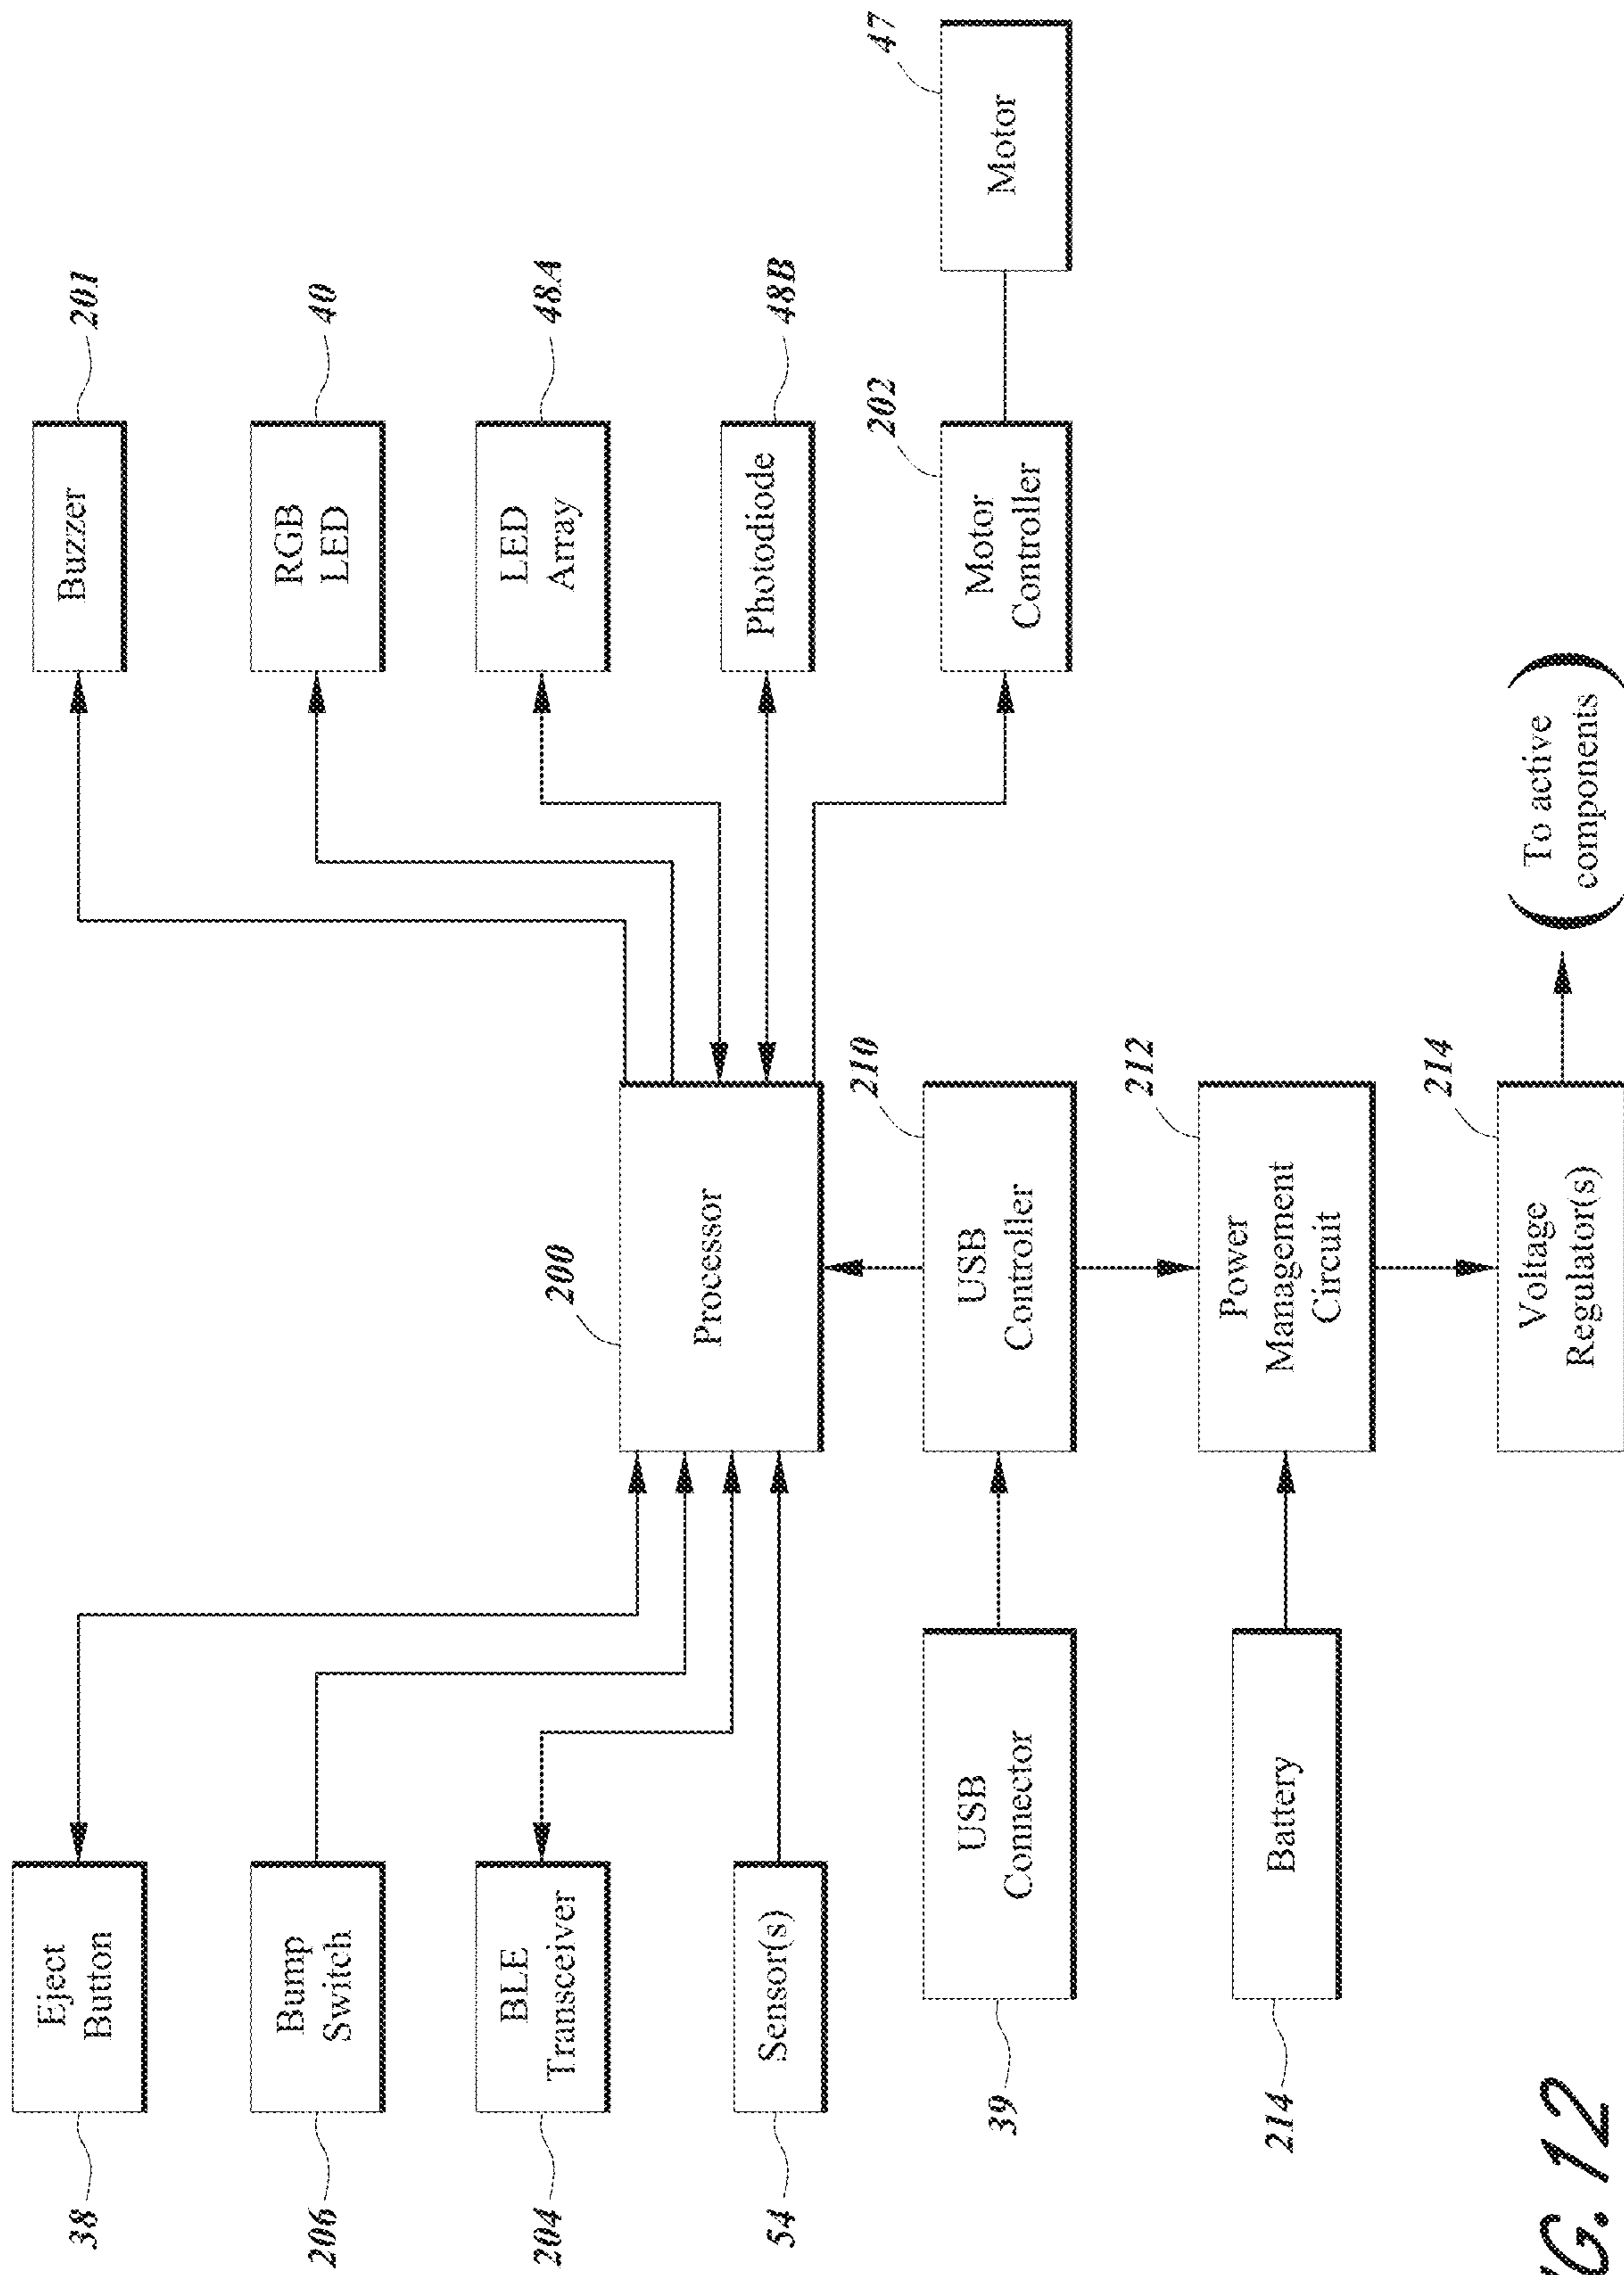 38
Eject
Button
206
Bump
Switch
204
BLE
Transceiver
54
Sensor(s)
39
USB
Connector
214
Battery
200
Processor
210
USB
Controller
212
Power
Management
Circuit
214
Voltage
Regulator(s)
(To active
components)
Buzzer
201
RGB
LED
40
LED
Array
48A
Photodiode
48B
202
Motor
Controller
47
Motor
12